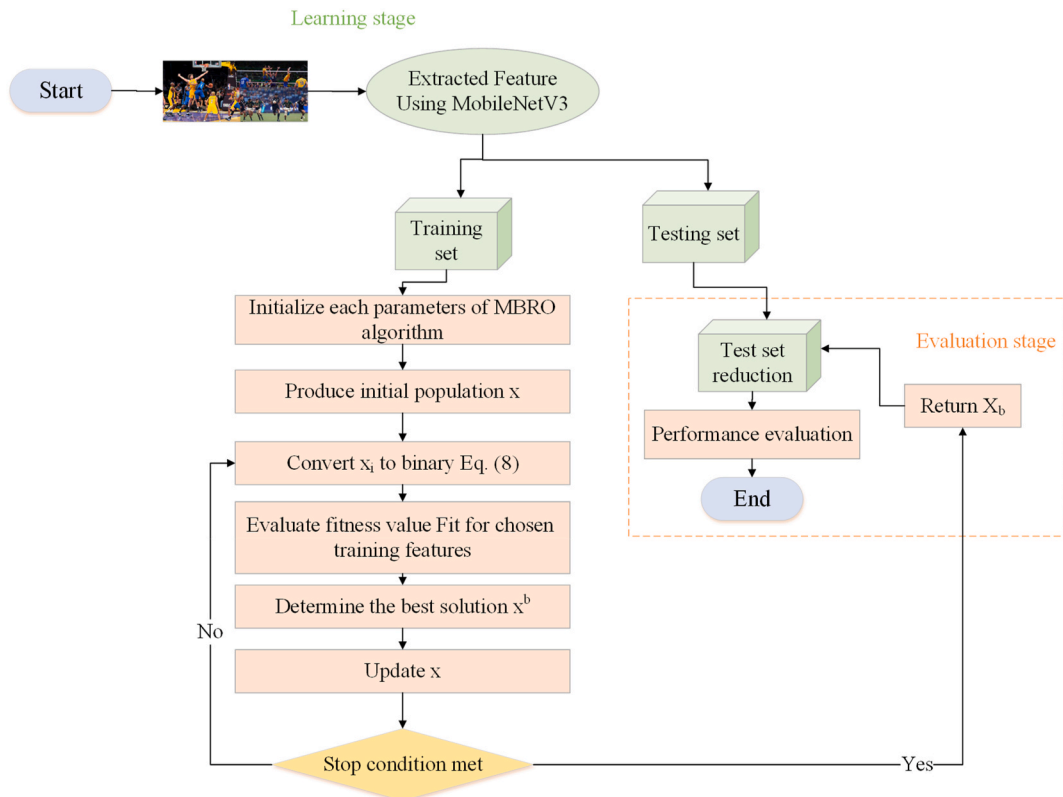 Learning stage
Start
Extracted Feature
Using MobileNetV3
Training
set
Testing set
Initialize each parameters of MBRO
algorithm
Produce initial population x
Convert xᵢ to binary Eq. (8)
Evaluate fitness value Fit for chosen
training features
Determine the best solution xᵇ
Update x
Stop condition met
No
Yes
Evaluation stage
Test set
reduction
Return X_b
Performance evaluation
End